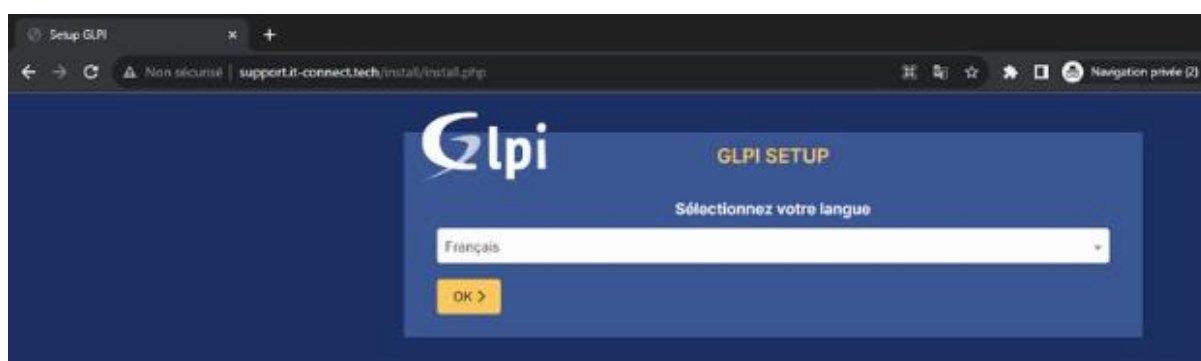 Setup GLPI
Non sécurisé support.it-connect.tech/install/install.php Navigation privée (2)
Glpi
GLPI SETUP
Sélectionnez votre langue
Français
OK